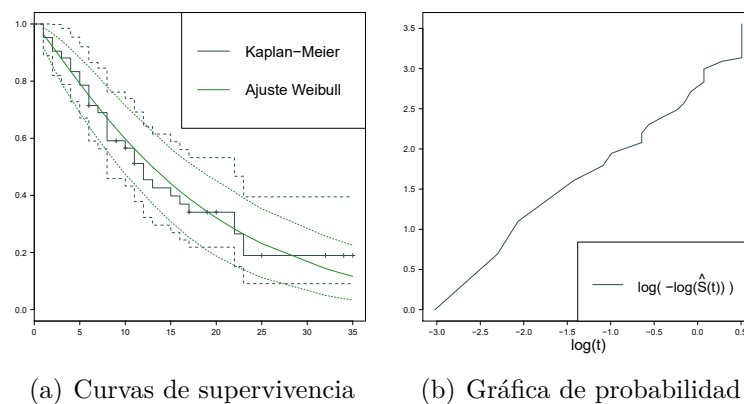 1.0
0.8
0.6
0.4
0.2
0.0
0 5 10 15 20 25 30 35
Kaplan-Meier
Ajuste Weibull
3.5
3.0
2.5
2.0
1.5
1.0
0.5
0.0
−3.0 −2.5 −2.0 −1.5 −1.0 −0.5 0.0 0.5
log(t)
log( −log(Ŝ(t)) )
(a) Curvas de supervivencia
(b) Gráfica de probabilidad